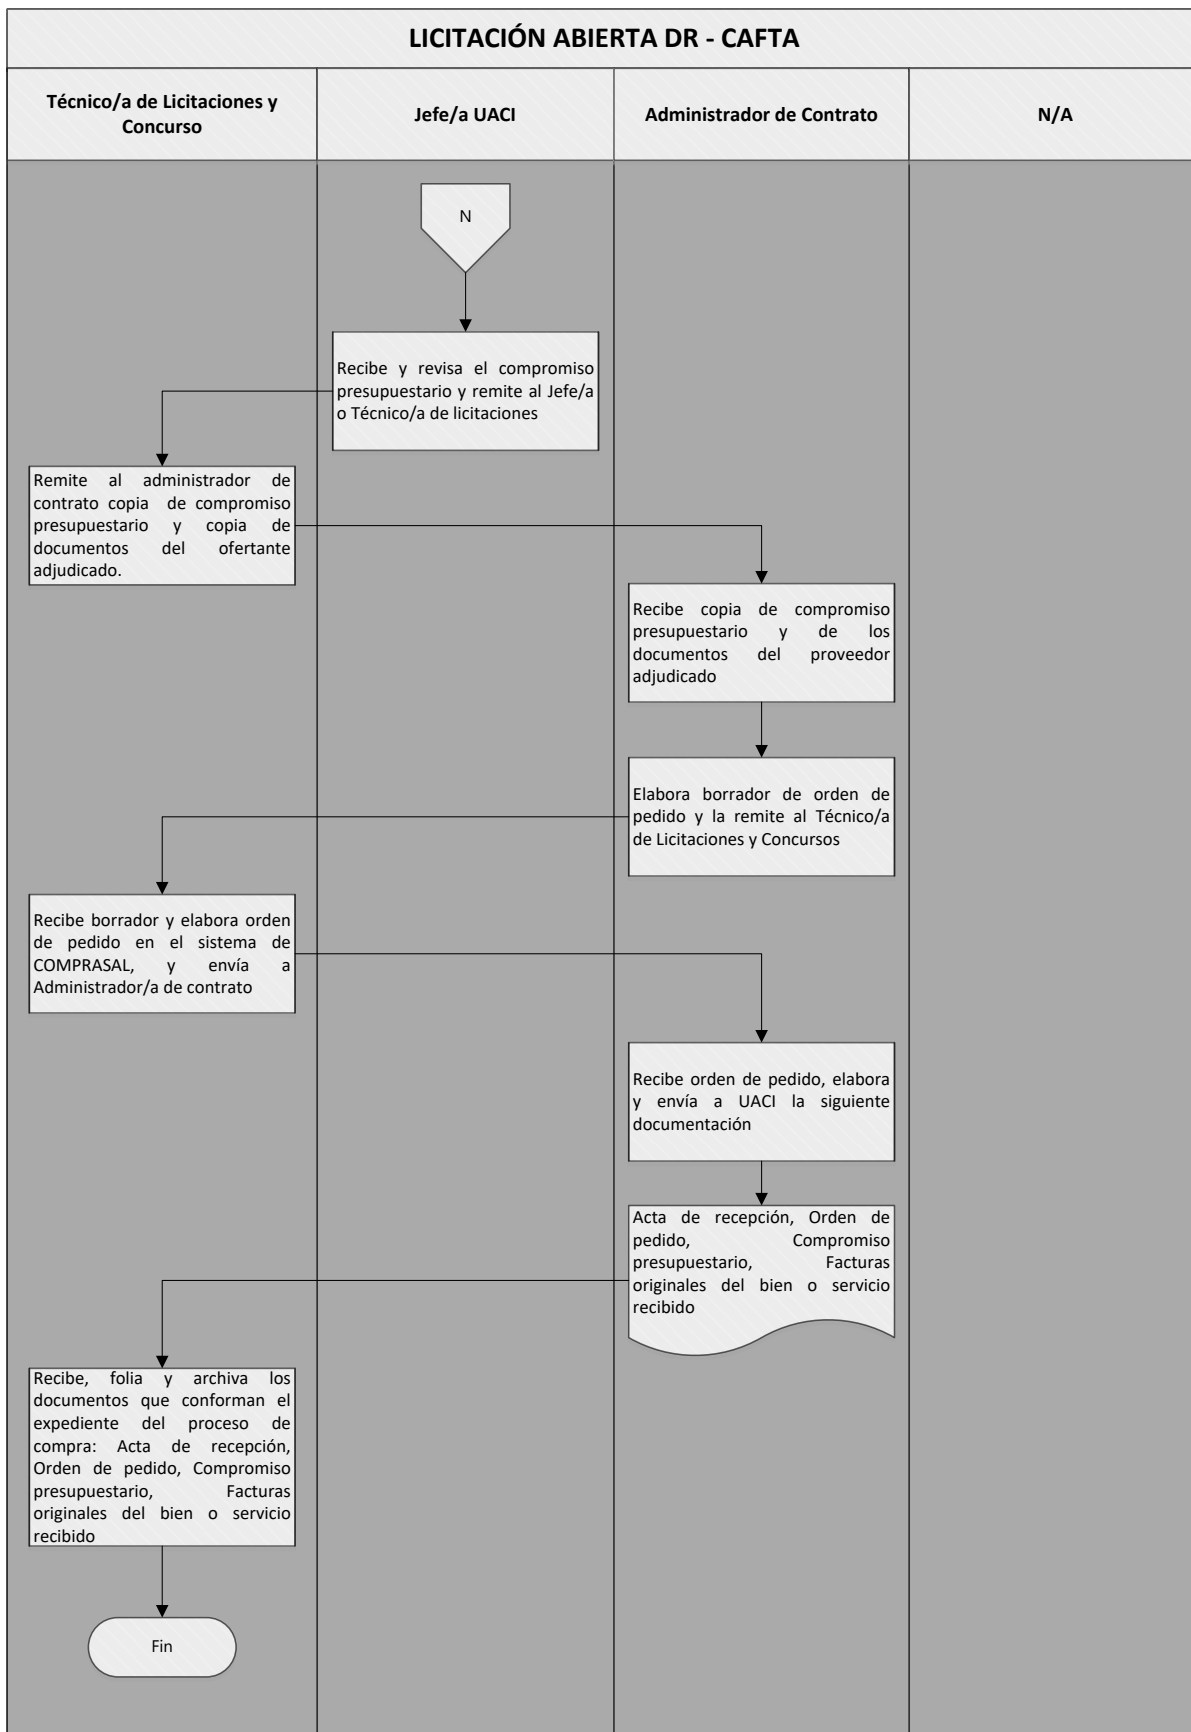 LICITACIÓN ABIERTA DR - CAFTA
Técnico/a de Licitaciones y
Concurso
Jefe/a UACI
Administrador de Contrato
N/A
N
Recibe y revisa el compromiso
presupuestario y remite al Jefe/a
o Técnico/a de licitaciones
Remite al administrador de
contrato copia de compromiso
presupuestario y copia de
documentos del ofertante
adjudicado.
Recibe copia de compromiso
presupuestario y de los
documentos del proveedor
adjudicado
Elabora borrador de orden de
pedido y la remite al Técnico/a
de Licitaciones y Concursos
Recibe borrador y elabora orden
de pedido en el sistema de
COMPRASAL, y envía a
Administrador/a de contrato
Recibe orden de pedido, elabora
y envía a UACI la siguiente
documentación
Acta de recepción, Orden de
pedido, Compromiso
presupuestario, Facturas
originales del bien o servicio
recibido
Recibe, folia y archiva los
documentos que conforman el
expediente del proceso de
compra: Acta de recepción,
Orden de pedido, Compromiso
presupuestario, Facturas
originales del bien o servicio
recibido
Fin